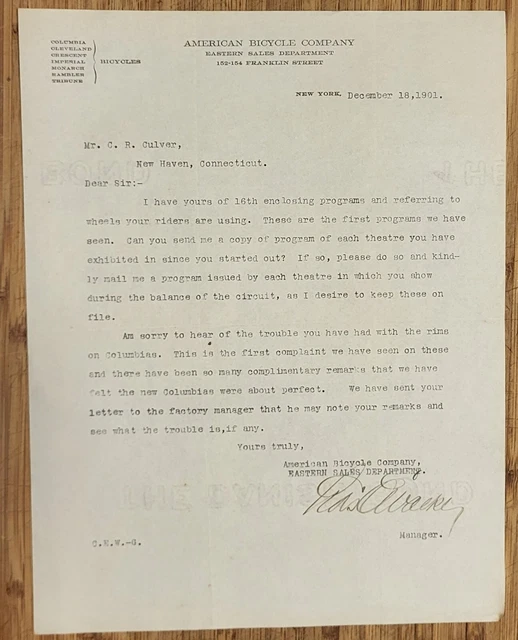 COLUMBIA
CLEVELAND
CRESCENT
IMPERIAL
MONARCH
RAMBLER
TRIBUNE
BICYCLES
AMERICAN BICYCLE COMPANY
EASTERN SALES DEPARTMENT
152-154 FRANKLIN STREET
NEW YORK, December 18,1901.
Mr. C. R. Culver,
New Haven, Connecticut.
Dear Sir:-
I have yours of 16th enclosing programs and referring to
wheels your riders are using. These are the first programs we have
seen. Can you send me a copy of program of each theatre you have
exhibited in since you started out? If so, please do so and kind-
ly mail me a program issued by each theatre in which you show
during the balance of the circuit, as I desire to keep these on
file.
Am sorry to hear of the trouble you have had with the rims
on Columbias. This is the first complaint we have seen on these
and there have been so many complimentary remarks that we have
felt the new Columbias were about perfect. We have sent your
letter to the factory manager that he may note your remarks and
see what the trouble is,if any.
Yours truly,
American Bicycle Company,
EASTERN SALES DEPARTMENT.
Manager.
C.E.W.-G.